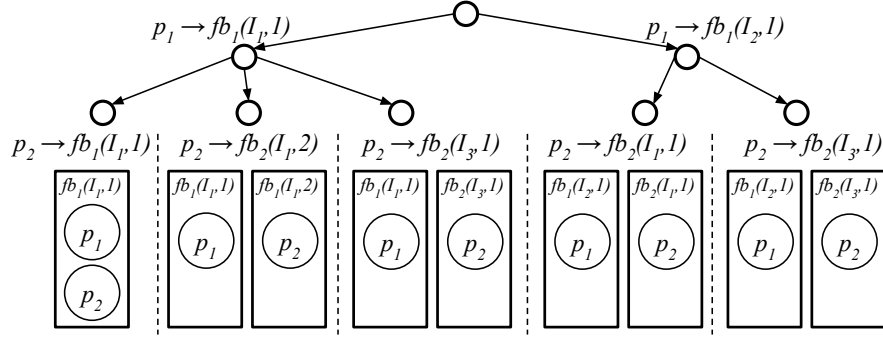 p₁ → fb₁(I₁,1) p₁ → fb₁(I₂,1)
p₂ → fb₁(I₁,1) p₂ → fb₂(I₁,2) p₂ → fb₂(I₃,1) p₂ → fb₂(I₁,1) p₂ → fb₂(I₃,1)
fb₁(I₁,1) fb₁(I₁,1) fb₁(I₁,2) fb₁(I₁,1) fb₂(I₃,1) fb₁(I₂,1) fb₂(I₁,1) fb₁(I₂,1) fb₂(I₃,1)
p₁ p₁ p₂ p₁ p₂ p₁ p₂ p₁ p₂
p₂